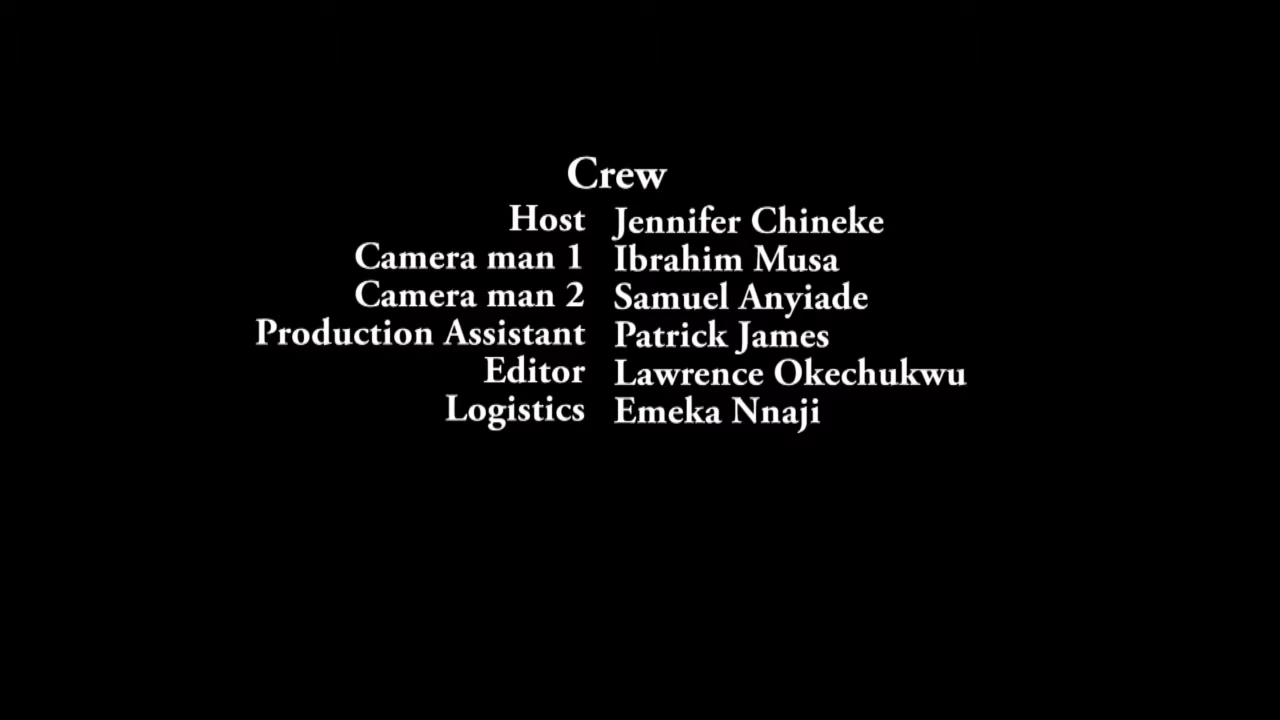 Crew
Host Jennifer Chineke
Camera man 1 Ibrahim Musa
Camera man 2 Samuel Anyiade
Production Assistant Patrick James
Editor Lawrence Okechukwu
Logistics Emeka Nnaji